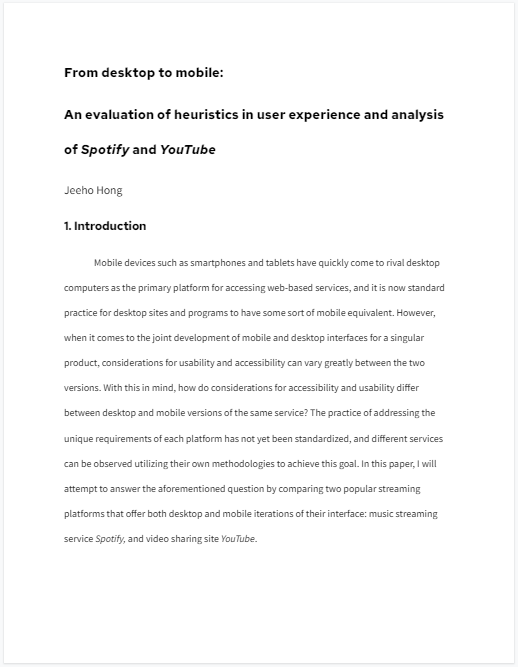 From desktop to mobile:
An evaluation of heuristics in user experience and analysis
of Spotify and YouTube
Jeeho Hong
1. Introduction
Mobile devices such as smartphones and tablets have quickly come to rival desktop
computers as the primary platform for accessing web-based services, and it is now standard
practice for desktop sites and programs to have some sort of mobile equivalent. However,
when it comes to the joint development of mobile and desktop interfaces for a singular
product, considerations for usability and accessibility can vary greatly between the two
versions. With this in mind, how do considerations for accessibility and usability differ
between desktop and mobile versions of the same service? The practice of addressing the
unique requirements of each platform has not yet been standardized, and different services
can be observed utilizing their own methodologies to achieve this goal. In this paper, I will
attempt to answer the aforementioned question by comparing two popular streaming
platforms that offer both desktop and mobile iterations of their interface: music streaming
service Spotify, and video sharing site YouTube.